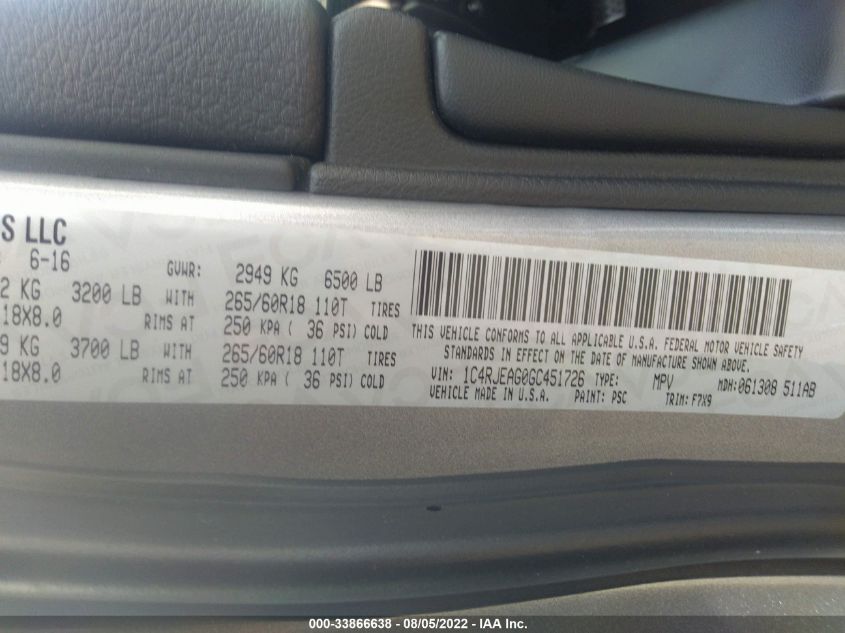 S LLC
6-16
GVWR: 2949 KG 6500 LB
2 KG 3200 LB WITH 265/60R18 110T TIRES
18X8.0 RIMS AT 250 KPA ( 36 PSI) COLD
9 KG 3700 LB WITH 265/60R18 110T TIRES
18X8.0 RIMS AT 250 KPA ( 36 PSI) COLD
THIS VEHICLE CONFORMS TO ALL APPLICABLE U.S.A. FEDERAL MOTOR VEHICLE SAFETY
STANDARDS IN EFFECT ON THE DATE OF MANUFACTURE SHOWN ABOVE.
VIN: 1C4RJEAG0GC451726 TYPE: MPV MDH: 061308 511AB
VEHICLE MADE IN U.S.A. PAINT: PSC TRIM: F7X9
000-33866638 - 08/05/2022 - IAA Inc.